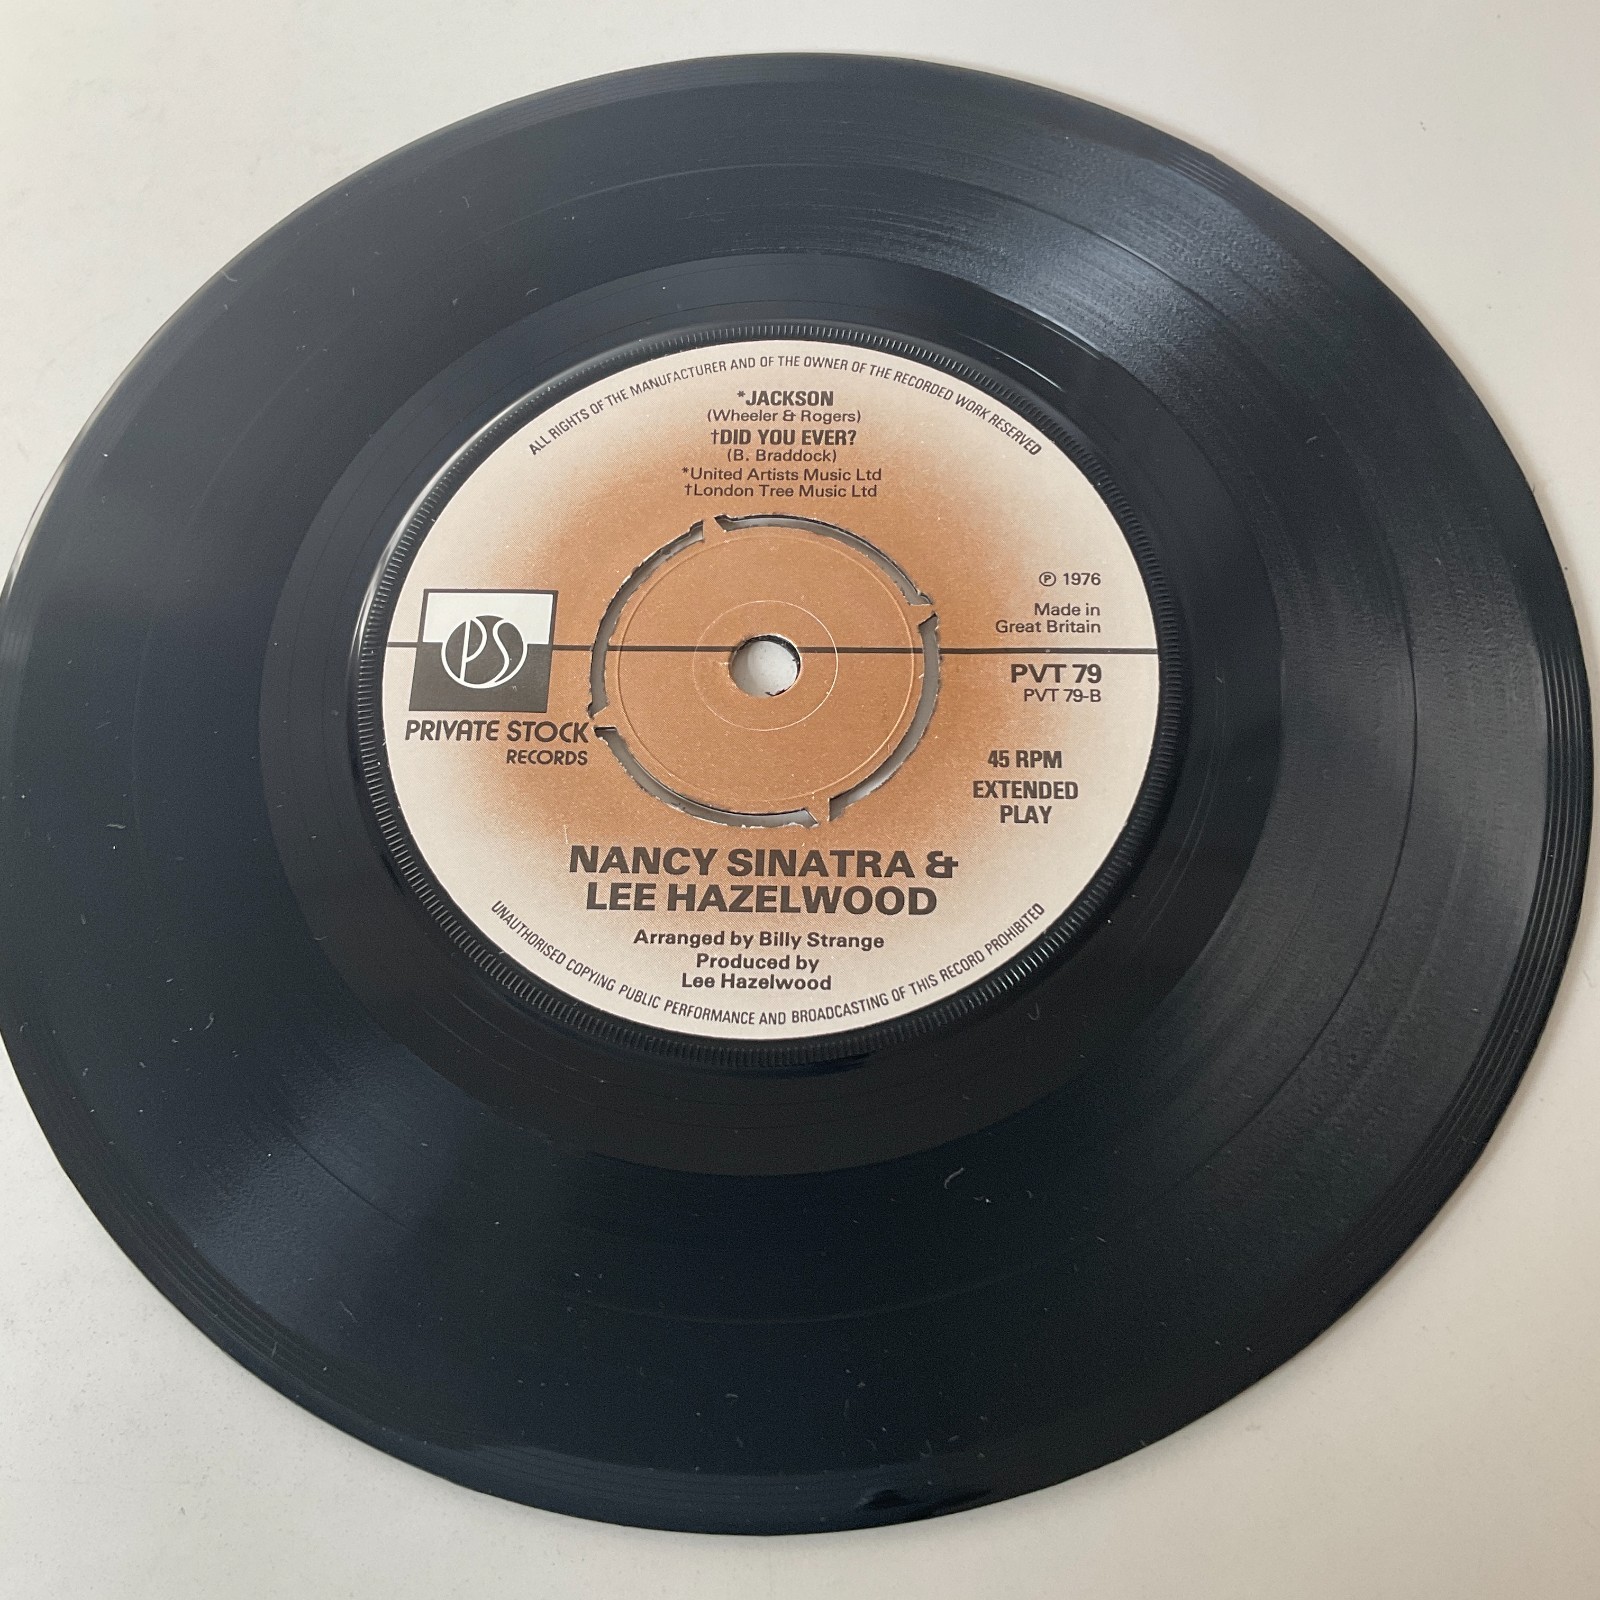 ALL RIGHTS OF THE MANUFACTURER AND OF THE OWNER OF THE RECORDED WORK RESERVED
*JACKSON
(Wheeler & Rogers)
†DID YOU EVER?
(B. Braddock)
*United Artists Music Ltd
†London Tree Music Ltd
℗ 1976
Made in
Great Britain
PS
PRIVATE STOCK
RECORDS
PVT 79
PVT 79-B
45 RPM
EXTENDED
PLAY
NANCY SINATRA &
LEE HAZELWOOD
Arranged by Billy Strange
Produced by
Lee Hazelwood
UNAUTHORISED COPYING PUBLIC PERFORMANCE AND BROADCASTING OF THIS RECORD PROHIBITED